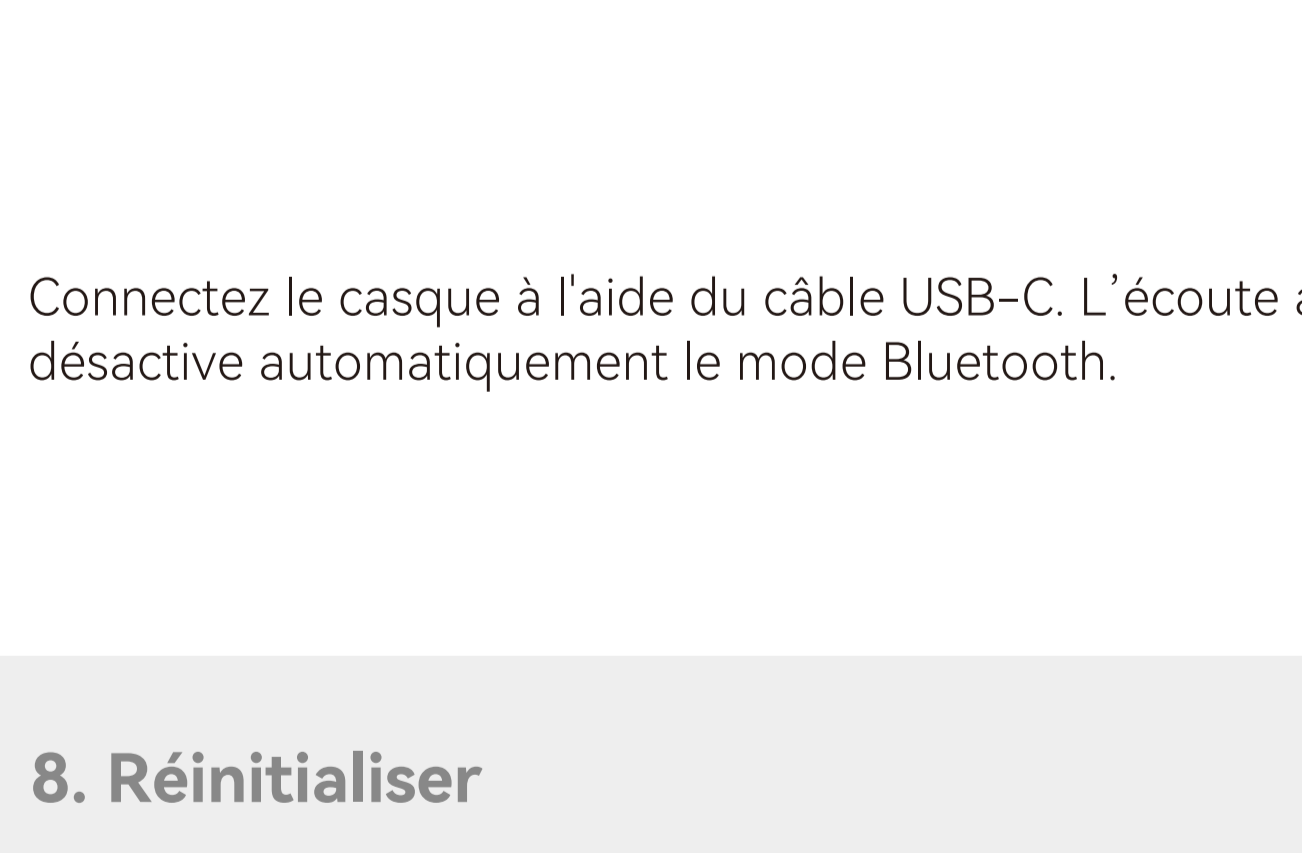 Connectez le casque à l'aide du câble USB-C. L’écoute
désactive automatiquement le mode Bluetooth.
8. Réinitialiser